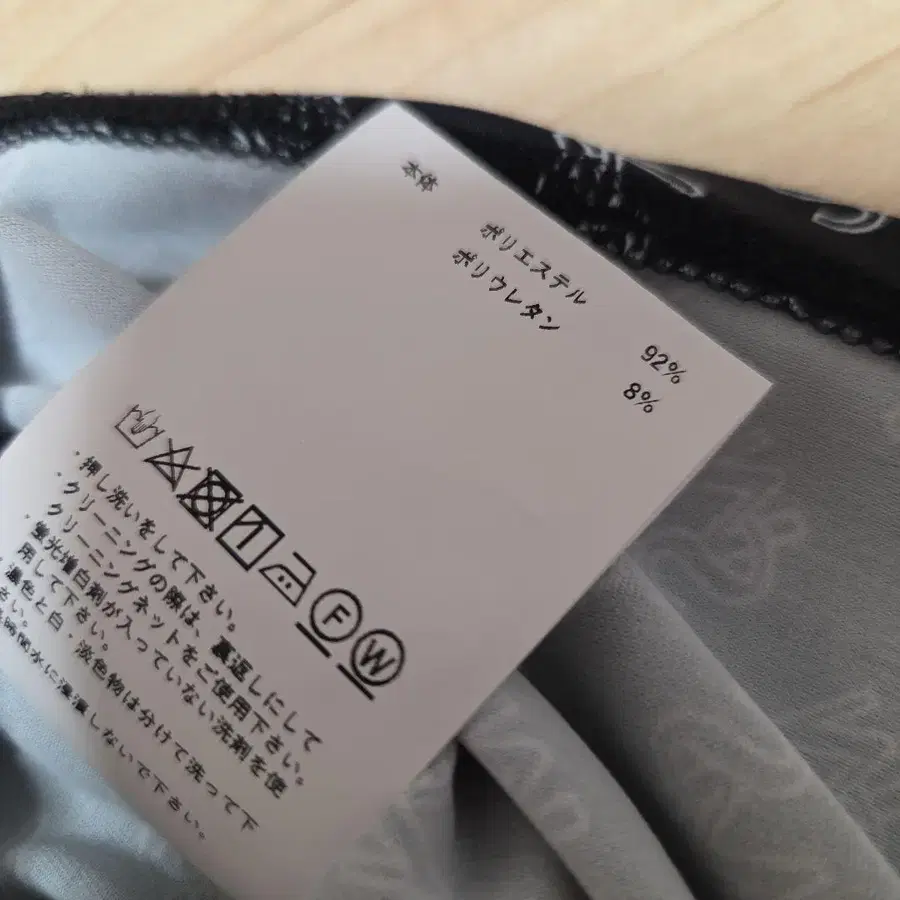 本体
ポリエステル 92%
ポリウレタン 8%
F W
・押し洗いをして下さい。
・クリーニングの際は、裏返しにして
クリーニングネットをご使用下さい。
・蛍光増白剤が入っていない洗剤を使
用して下さい。
・濃色と白・淡色物は分けて洗って下
さい。
時間水に浸漬しないで下さい。